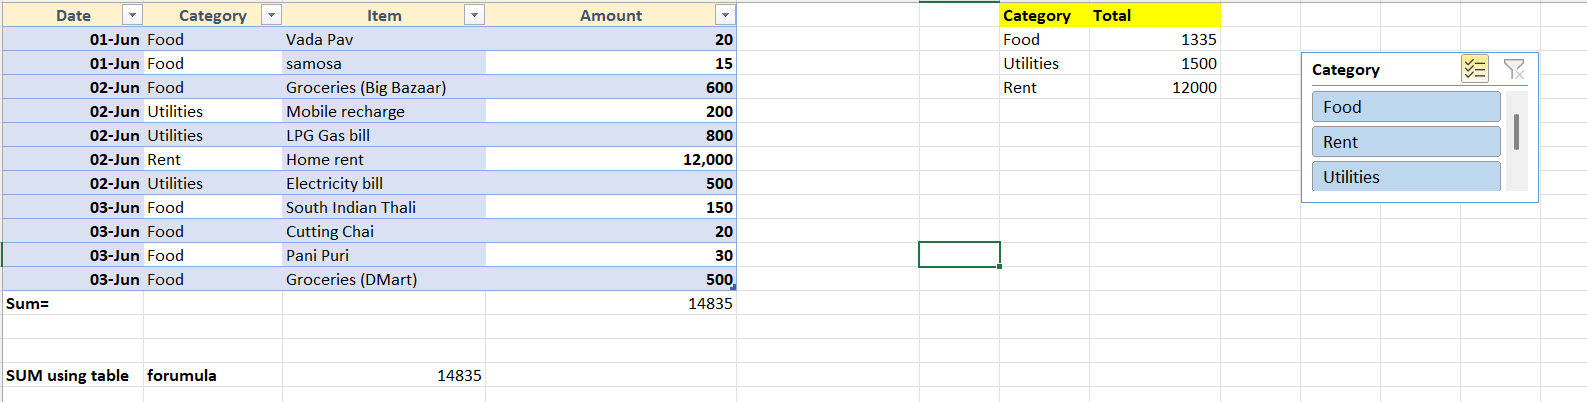 Date Category Item Amount Category Total
01-Jun Food Vada Pav 20 Food 1335
01-Jun Food samosa 15 Utilities 1500
02-Jun Food Groceries (Big Bazaar) 600 Rent 12000
02-Jun Utilities Mobile recharge 200
02-Jun Utilities LPG Gas bill 800
02-Jun Rent Home rent 12,000
02-Jun Utilities Electricity bill 500
03-Jun Food South Indian Thali 150
03-Jun Food Cutting Chai 20
03-Jun Food Pani Puri 30
03-Jun Food Groceries (DMart) 500
Sum= 14835
SUM using table forumula 14835
Category
Food
Rent
Utilities